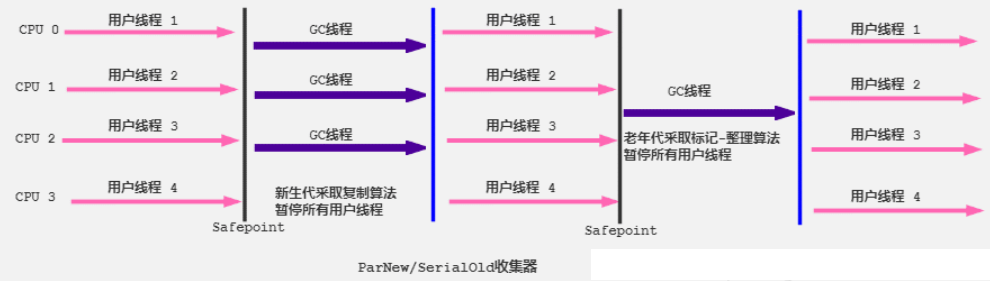 CPU 0
用户线程 1
GC线程
用户线程 1
用户线程 1
CPU 1
用户线程 2
GC线程
用户线程 2
GC线程
用户线程 2
CPU 2
用户线程 3
GC线程
用户线程 3
老年代采取标记-整理算法
暂停所有用户线程
用户线程 3
CPU 3
用户线程 4
新生代采取复制算法
暂停所有用户线程
用户线程 4
用户线程 4
Safepoint
Safepoint
ParNew/SerialOld收集器